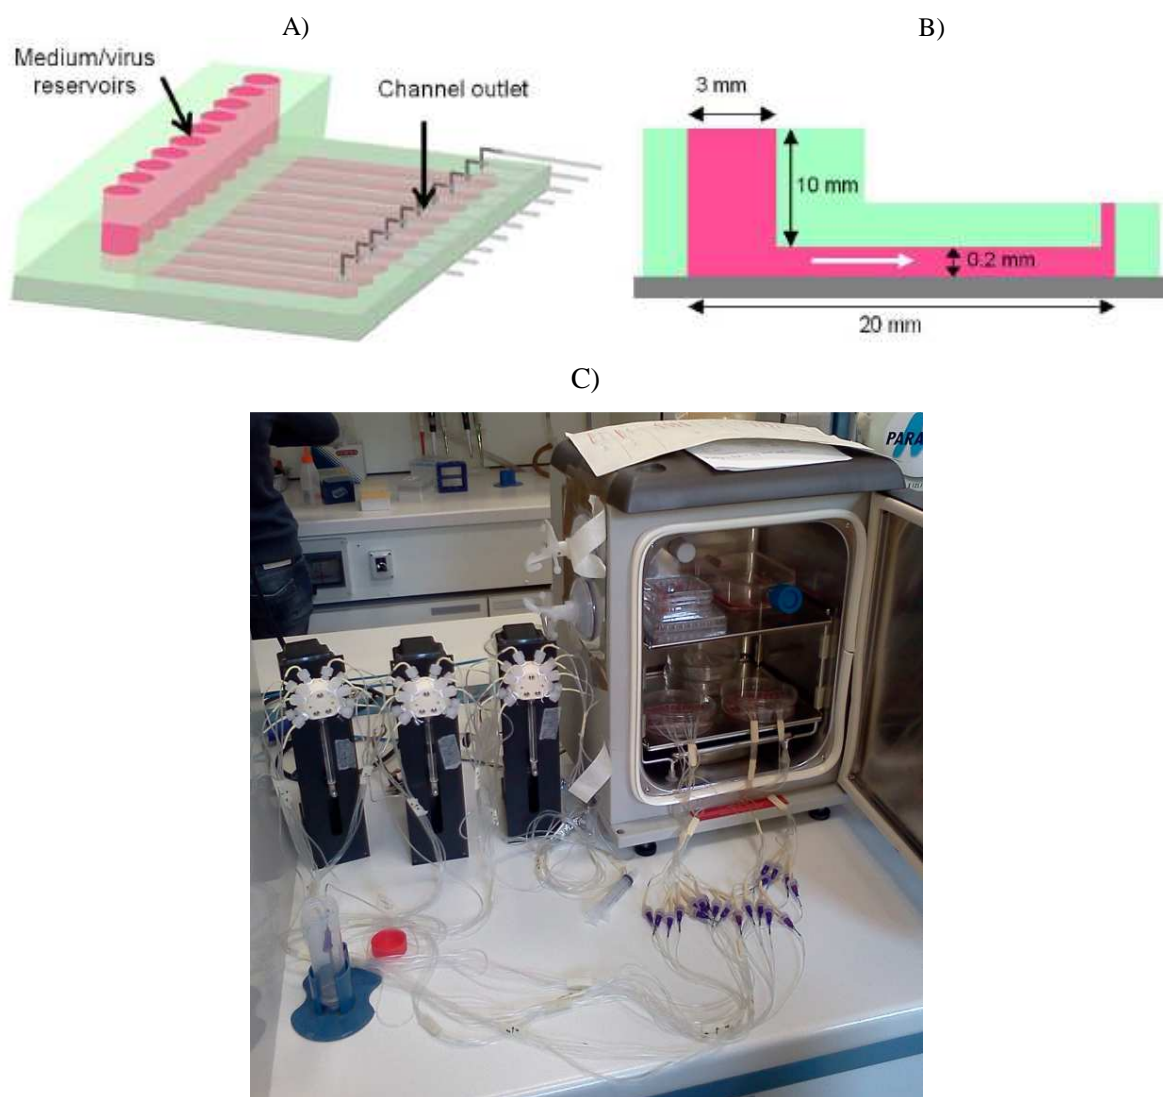 A)
B)
Medium/virus
reservoirs
Channel outlet
3 mm
10 mm
0.2 mm
20 mm
C)
PARA